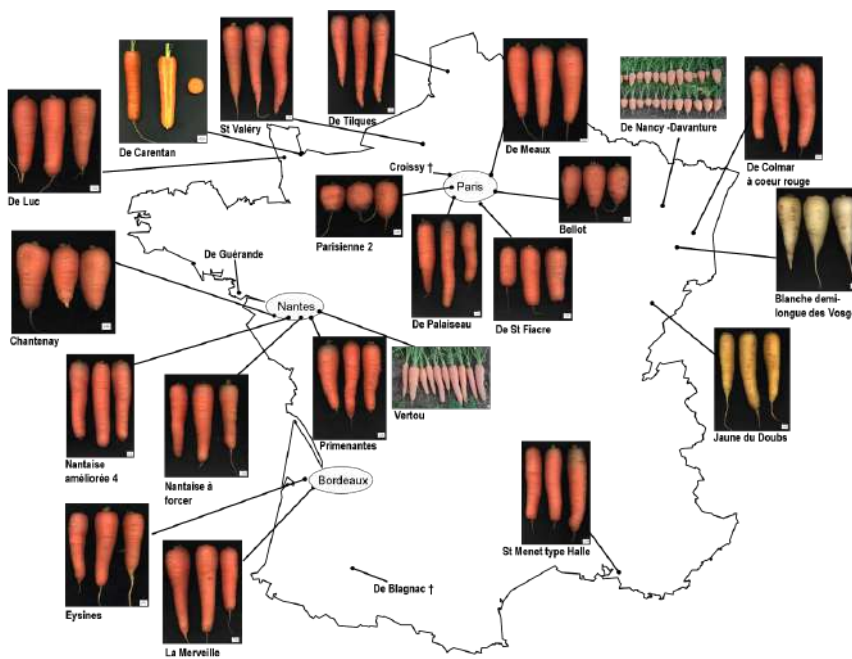 De Tilques
St Valéry
De Carentan
De Luc
De Meaux
De Nancy -Davanture
De Colmar
à coeur rouge
Croissy †
Paris
Parisienne 2
Bellot
De Palaiseau
De St Fiacre
Blanche demi-
longue des Vosg
De Guérande
Nantes
Chantenay
Nantaise
améliorée 4
Nantaise à
forcer
Primenantes
Vertou
Jaune du Doubs
Bordeaux
Eysines
La Merveille
De Blagnac †
St Menet type Halle